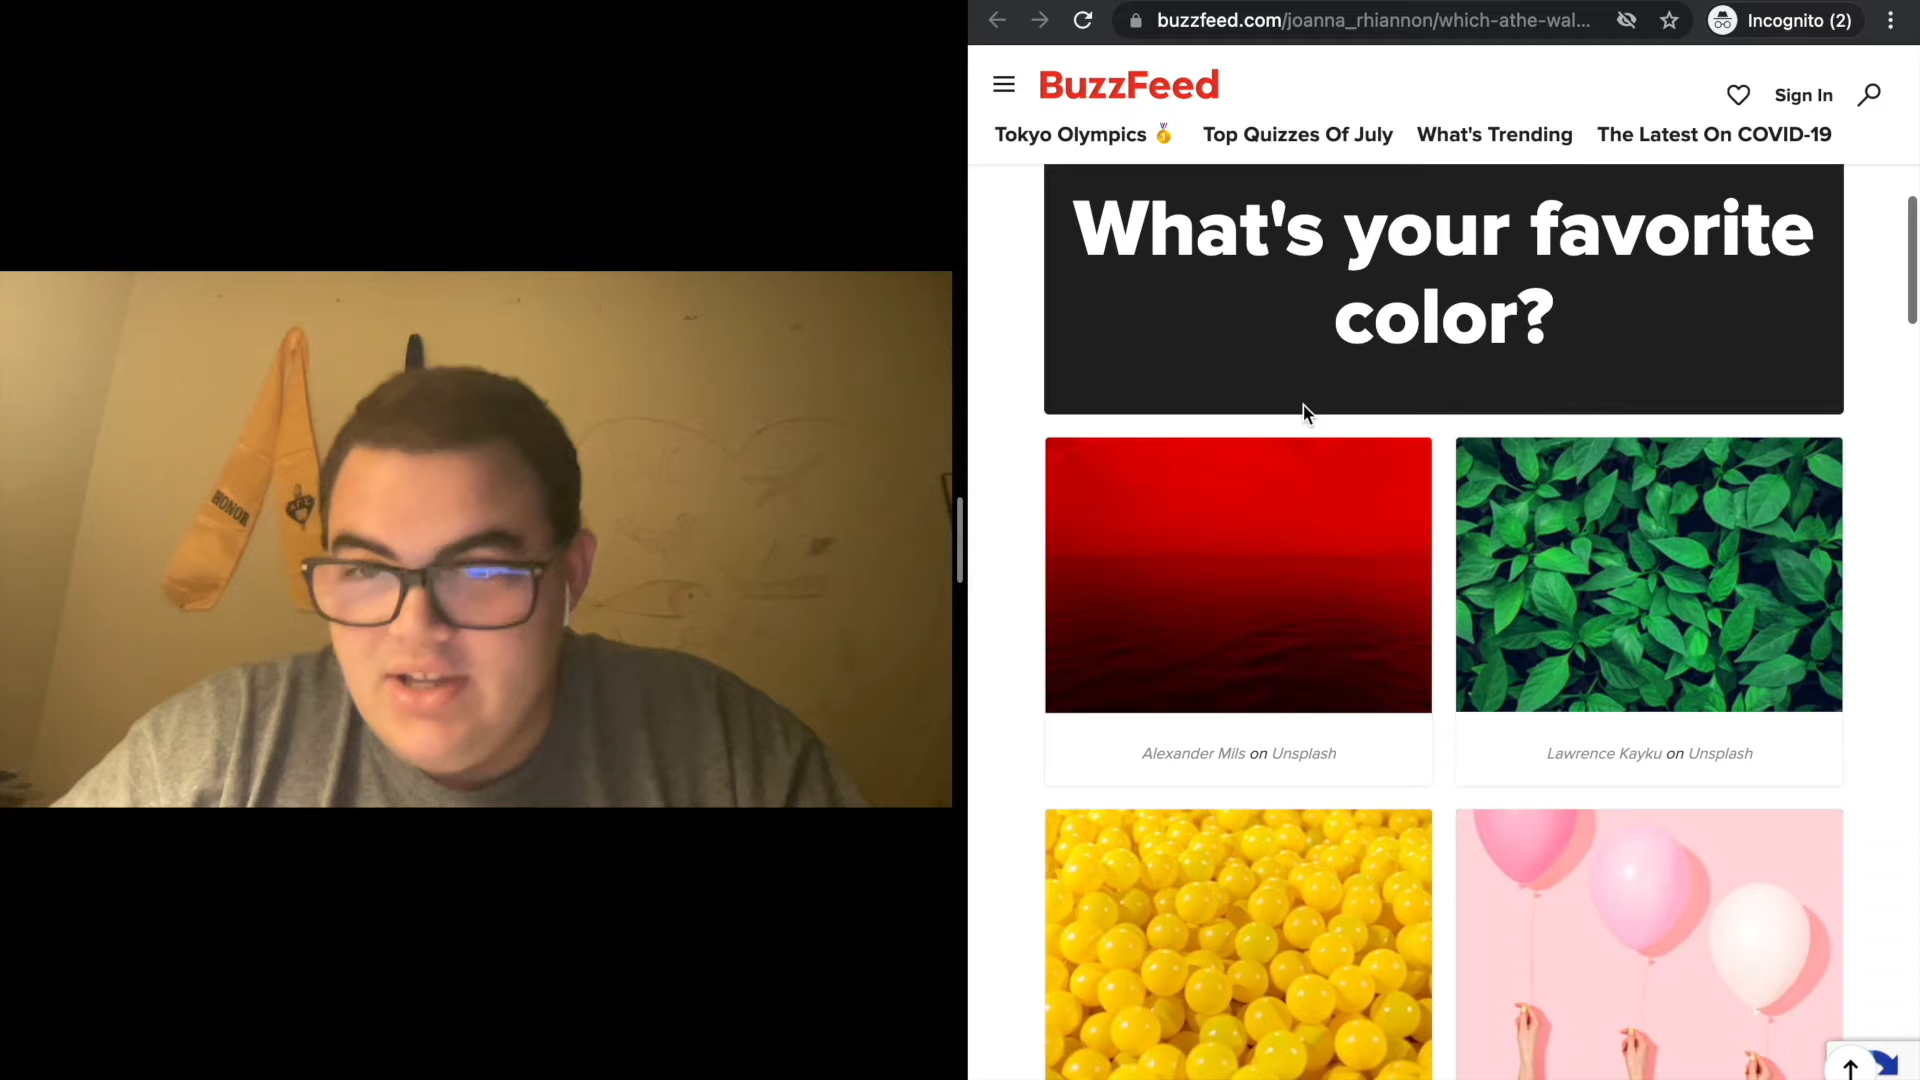 buzzfeed.com/joanna_rhiannon/which-athe-wal...
Incognito (2)
BuzzFeed
Sign In
Tokyo Olympics 🏅 Top Quizzes Of July What's Trending The Latest On COVID-19
What's your favorite
color?
HONOR
Alexander Mils on Unsplash
Lawrence Kayku on Unsplash